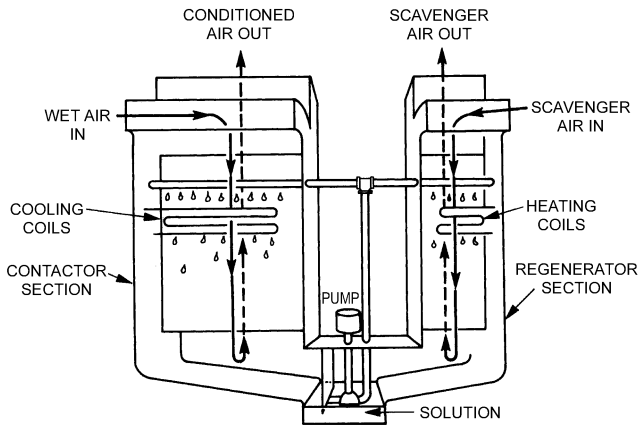 CONDITIONED
AIR OUT
SCAVENGER
AIR OUT
WET AIR
IN
SCAVENGER
AIR IN
COOLING
COILS
HEATING
COILS
CONTACTOR
SECTION
REGENERATOR
SECTION
PUMP
SOLUTION